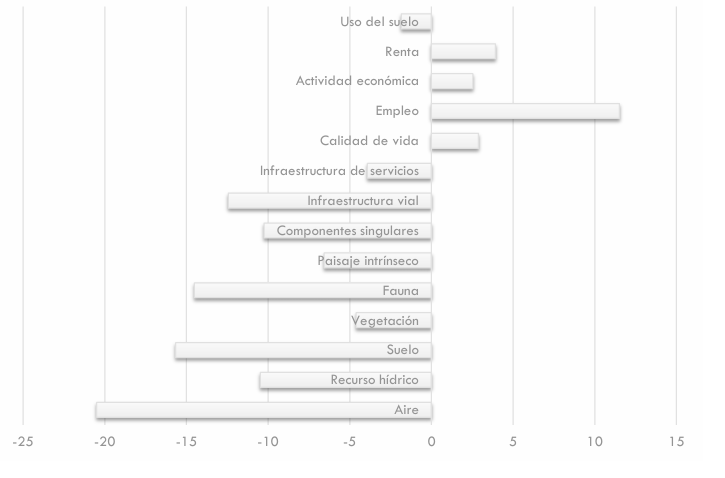 Uso del suelo
Renta
Actividad económica
Empleo
Calidad de vida
Infraestructura de servicios
Infraestructura vial
Componentes singulares
Paisaje intrínseco
Fauna
Vegetación
Suelo
Recurso hídrico
Aire
-25 -20 -15 -10 -5 0 5 10 15